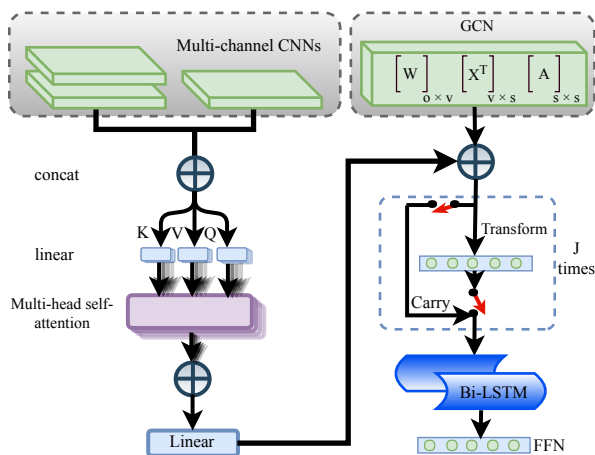 Multi-channel CNNs
GCN
[W] o × v [X^T] v × s [A] s × s
concat
K V Q
linear
Multi-head self-
attention
Linear
Transform
J
times
Carry
Bi-LSTM
FFN